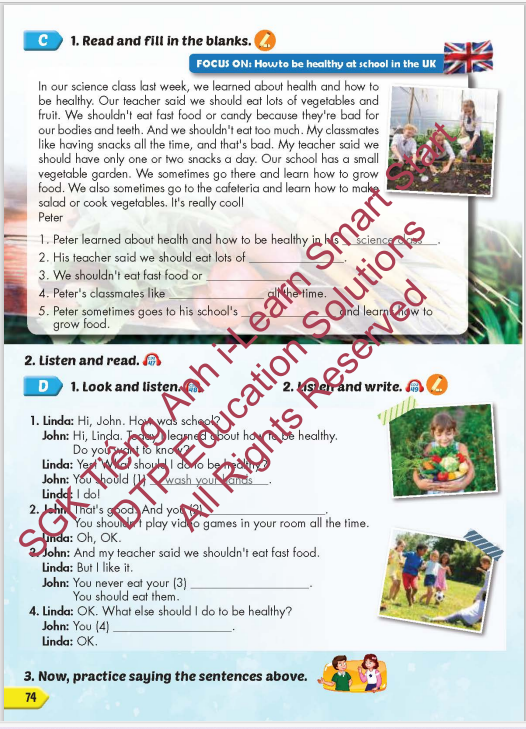 C 1. Read and fill in the blanks.
FOCUS ON: How to be healthy at school in the UK
In our science class last week, we learned about health and how to
be healthy. Our teacher said we should eat lots of vegetables and
fruit. We shouldn't eat fast food or candy because they're bad for
our bodies and teeth. And we shouldn't eat too much. My classmates
like having snacks all the time, and that's bad. My teacher said we
should have only one or two snacks a day. Our school has a small
vegetable garden. We sometimes go there and learn how to grow
food. We also sometimes go to the cafeteria and learn how to make
salad or cook vegetables. It's really cool!
Peter
1. Peter learned about health and how to be healthy in his science class.
2. His teacher said we should eat lots of ____________.
3. We shouldn't eat fast food or ____________.
4. Peter's classmates like ____________ all the time.
5. Peter sometimes goes to his school's ____________ and learns how to
grow food.
2. Listen and read. 47
D 1. Look and listen. 48 2. Listen and write. 49
1. Linda: Hi, John. How was school?
John: Hi, Linda. Today I learned about how to be healthy.
Do you want to know?
Linda: Yes! What should I do to be healthy?
John: You should (1) wash your hands.
Linda: I do!
2. John: That's good. And you (2) ____________.
You shouldn't play video games in your room all the time.
Linda: Oh, OK.
3. John: And my teacher said we shouldn't eat fast food.
Linda: But I like it.
John: You never eat your (3) ____________.
You should eat them.
4. Linda: OK. What else should I do to be healthy?
John: You (4) ____________.
Linda: OK.
3. Now, practice saying the sentences above.
74
SGK Tiếng Anh i-Learn Smart Start
DTP Education Solutions
All Rights Reserved